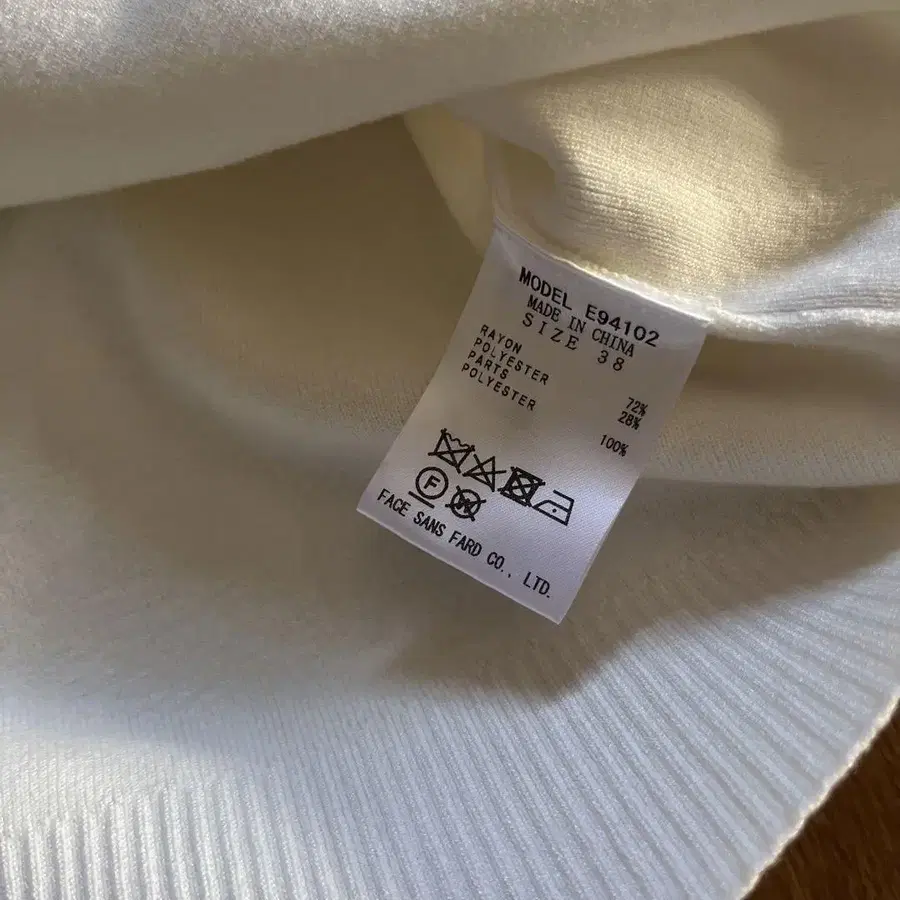 MODEL E94102
MADE IN CHINA
SIZE 38
RAYON 72%
POLYESTER 28%
PARTS
POLYESTER 100%
F W
FACE SANS FARD CO., LTD.